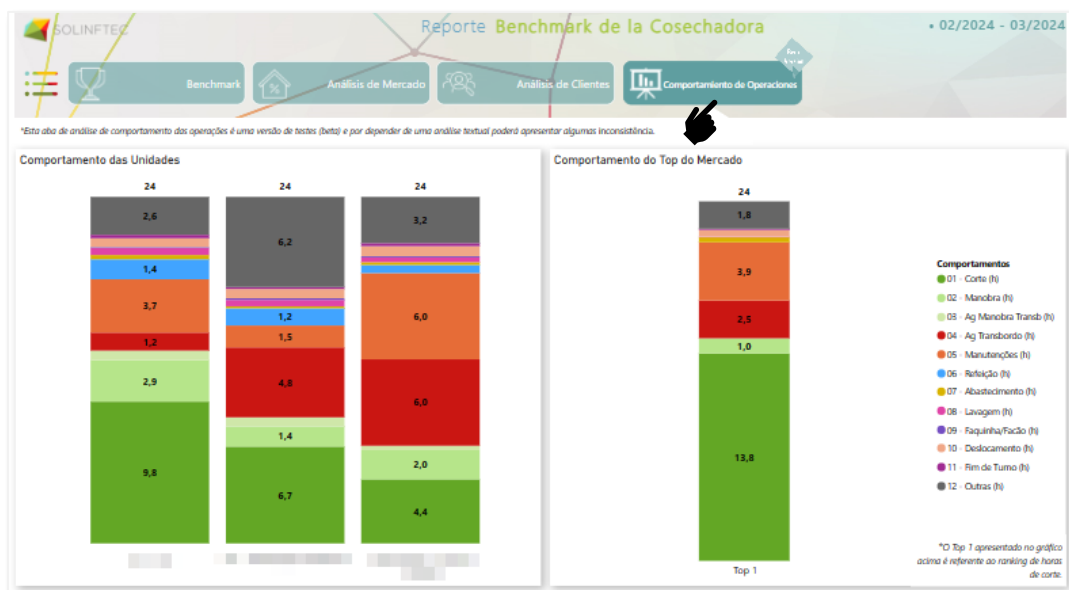 SOLINFTEC
Reporte Benchmark de la Cosechadora
• 02/2024 - 03/2024
Benchmark
Análisis de Mercado
Análisis de Clientes
Comportamiento de Operaciones
*Esta aba de análise de comportamento das operações é uma versão de testes (beta) e por depender de uma análise textual poderá apresentar algumas inconsistência.
Comportamento das Unidades
24
24
24
2,6
1,4
3,7
1,2
2,9
9,8
6,2
1,2
1,5
4,8
1,4
6,7
3,2
6,0
6,0
2,0
4,4
Comportamento do Top do Mercado
24
1,8
3,9
2,5
1,0
13,8
Top 1
Comportamentos
01 - Corte (h)
02 - Manobra (h)
03 - Ag Manobra Transb (h)
04 - Ag Transbordo (h)
05 - Manutenções (h)
06 - Refeição (h)
07 - Abastecimento (h)
08 - Lavagem (h)
09 - Faquinha/Facão (h)
10 - Deslocamento (h)
11 - Fim de Turno (h)
12 - Outras (h)
*O Top 1 apresentado no gráfico
acima é referente ao ranking de horas
de corte.